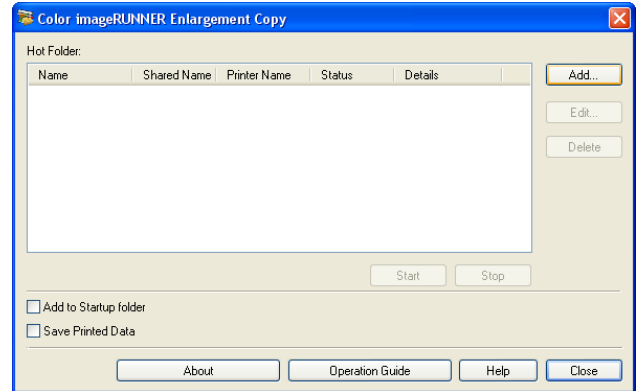 Color imageRUNNER Enlargement Copy
Hot Folder:
Name Shared Name Printer Name Status Details
Add...
Edit...
Delete
Start Stop
Add to Startup folder
Save Printed Data
About Operation Guide Help Close